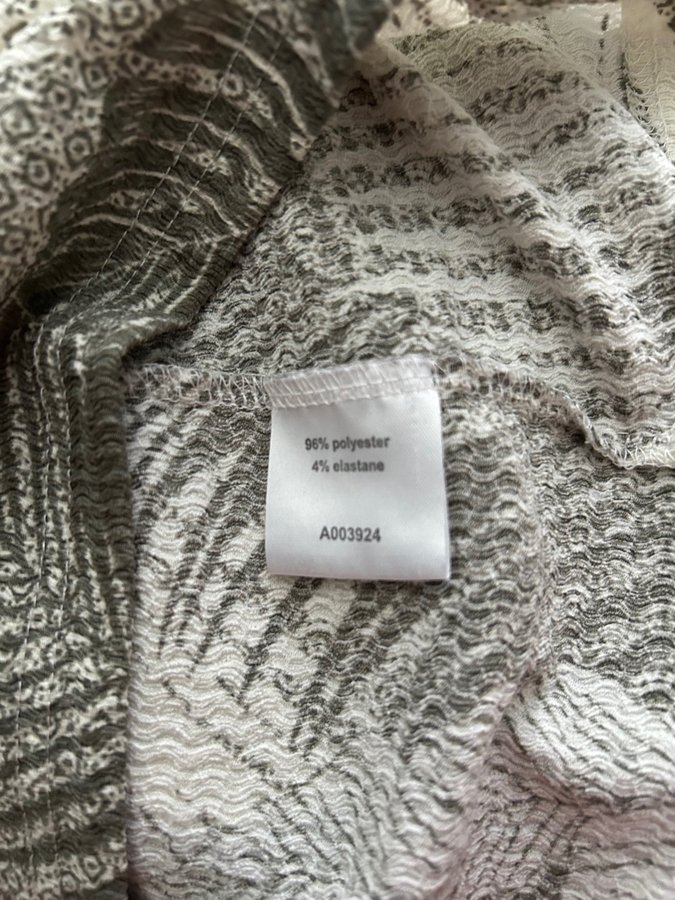 96% polyester
4% elastane
A003924